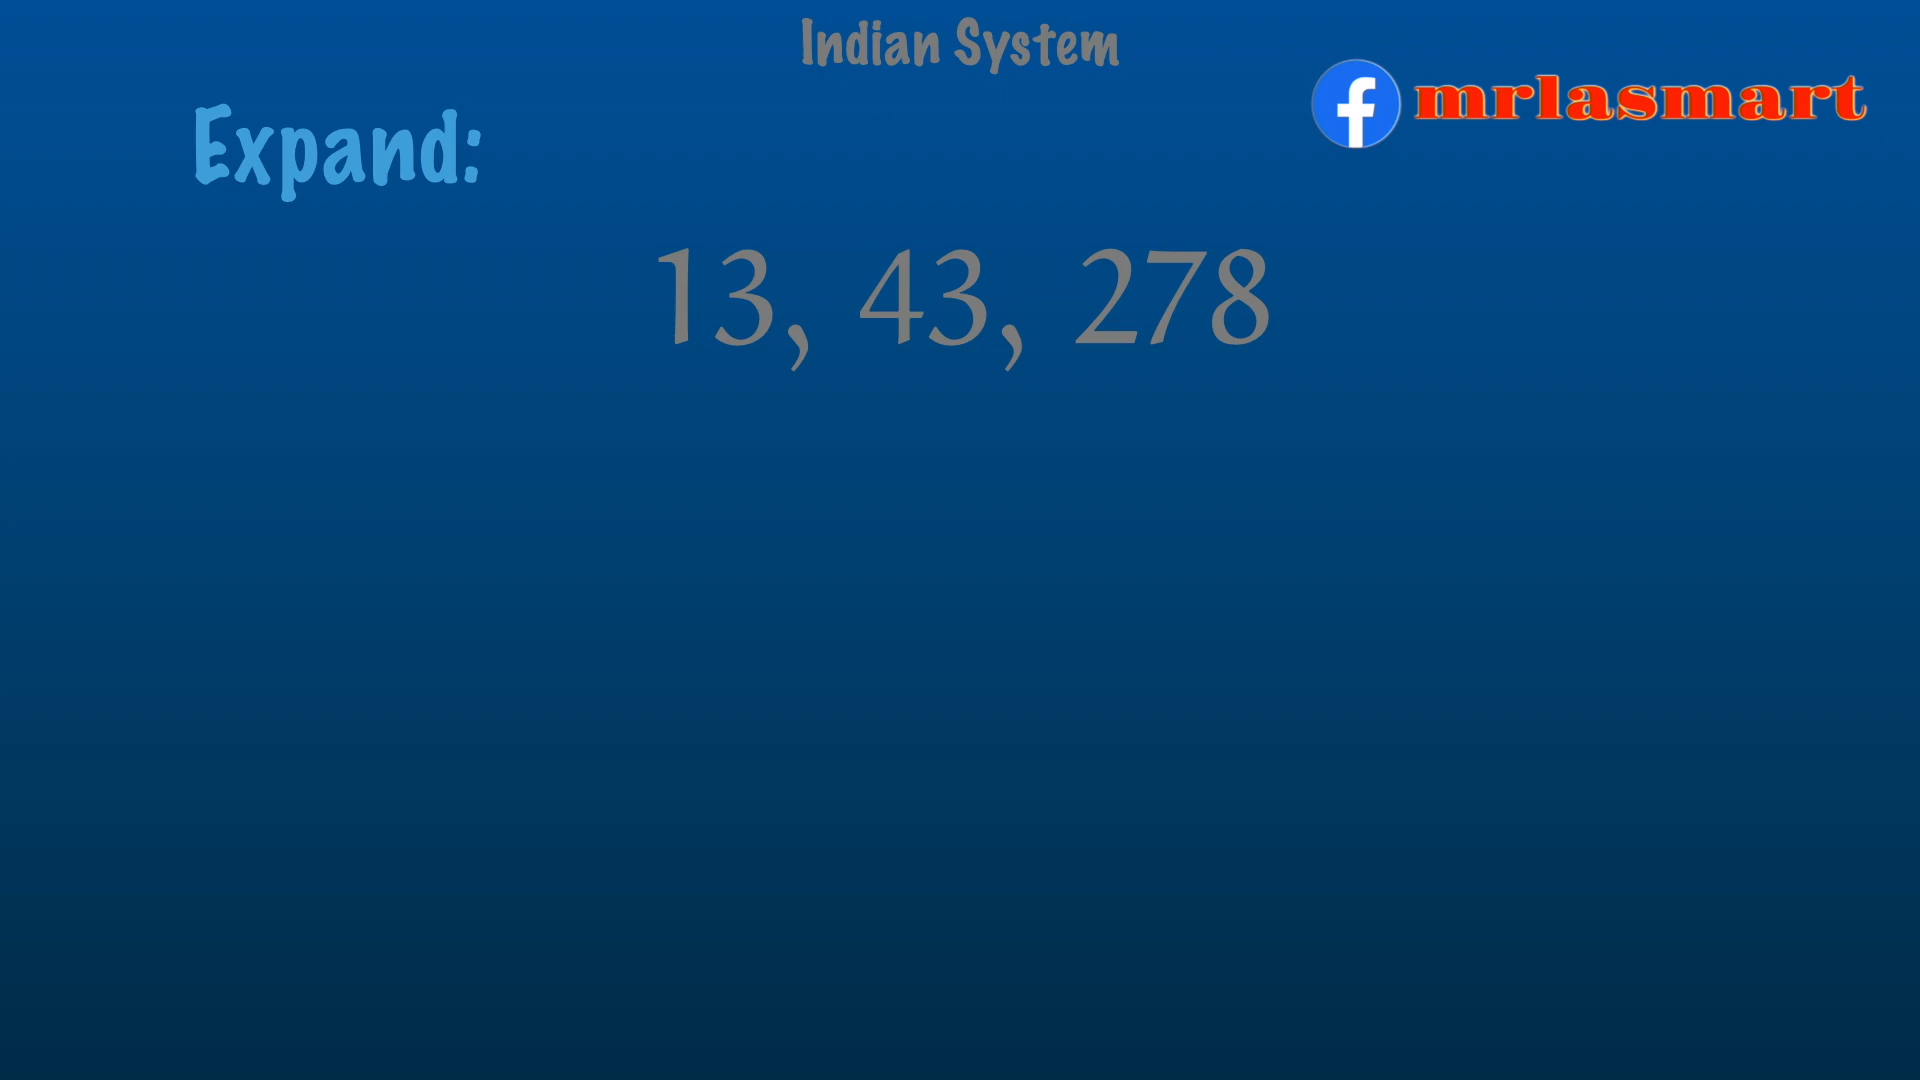 Indian System
mrlasmart
Expand:
13, 43, 278